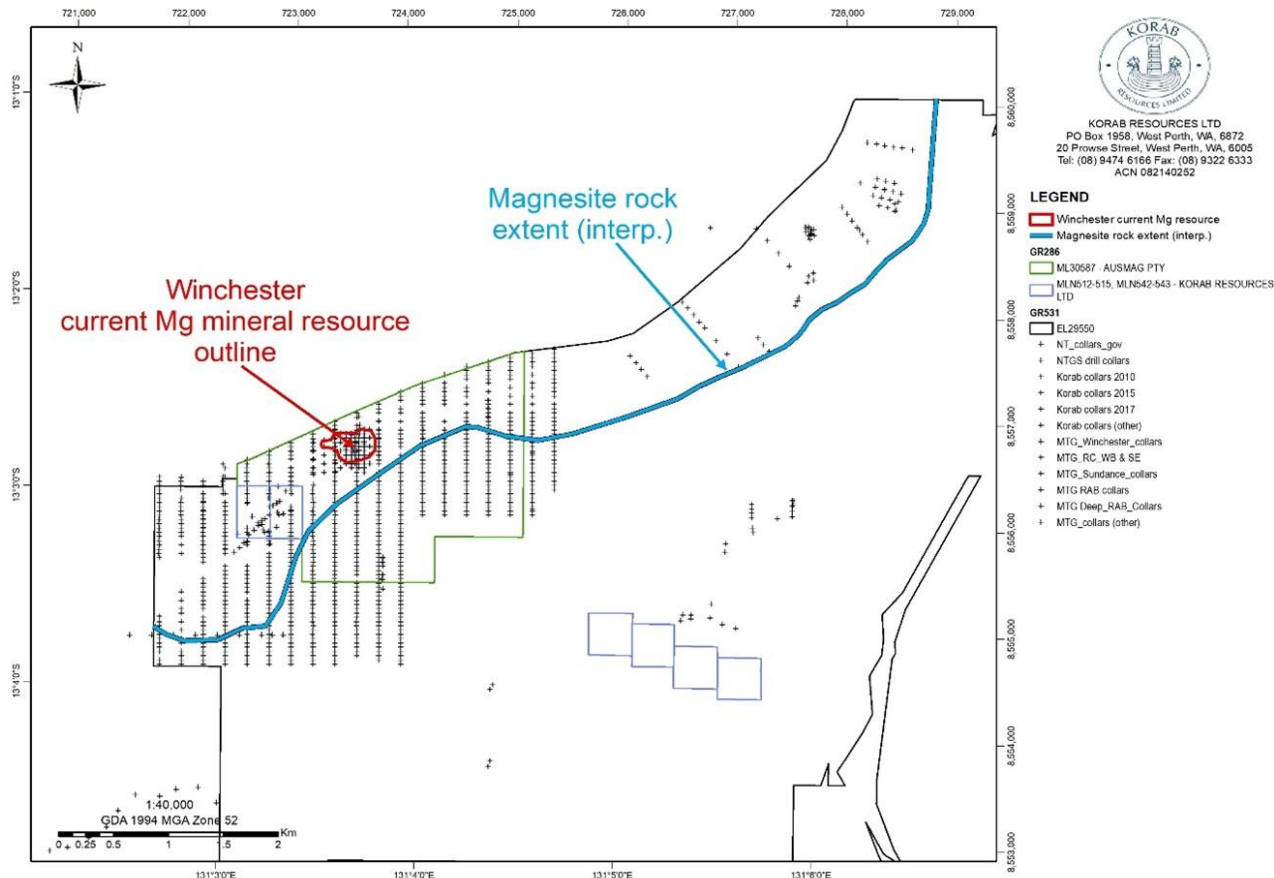 721,000 722,000 723,000 724,000 725,000 726,000 727,000 728,000 729,000
N
13°1'0"S
13°2'0"S
13°3'0"S
13°4'0"S
8,560,000
8,559,000
8,558,000
8,557,000
8,556,000
8,555,000
8,554,000
8,553,000
Magnesite rock
extent (interp.)
Winchester
current Mg mineral resource
outline
1:40,000
GDA 1994 MGA Zone 52
Km
0 0.25 0.5 1 1.5 2
131°3'0"E 131°4'0"E 131°5'0"E 131°6'0"E
KORAB
RESOURCES LIMITED
KORAB RESOURCES LTD
PO Box 1958, West Perth, WA, 6872
20 Prowse Street, West Perth, WA, 6005
Tel: (08) 9474 6166 Fax: (08) 9322 6333
ACN 082140252
LEGEND
Winchester current Mg resource
Magnesite rock extent (interp.)
GR286
ML30587 - AUSMAG PTY
MLN512-515, MLN542-543 - KORAB RESOURCES
LTD
GR531
EL29550
NT_collars_gov
NTGS drill collars
Korab collars 2010
Korab collars 2015
Korab collars 2017
Korab collars (other)
MTG_Winchester_collars
MTG_RC_WB & SE
MTG_Sundance_collars
MTG RAB collars
MTG Deep_RAB_Collars
MTG_collars (other)